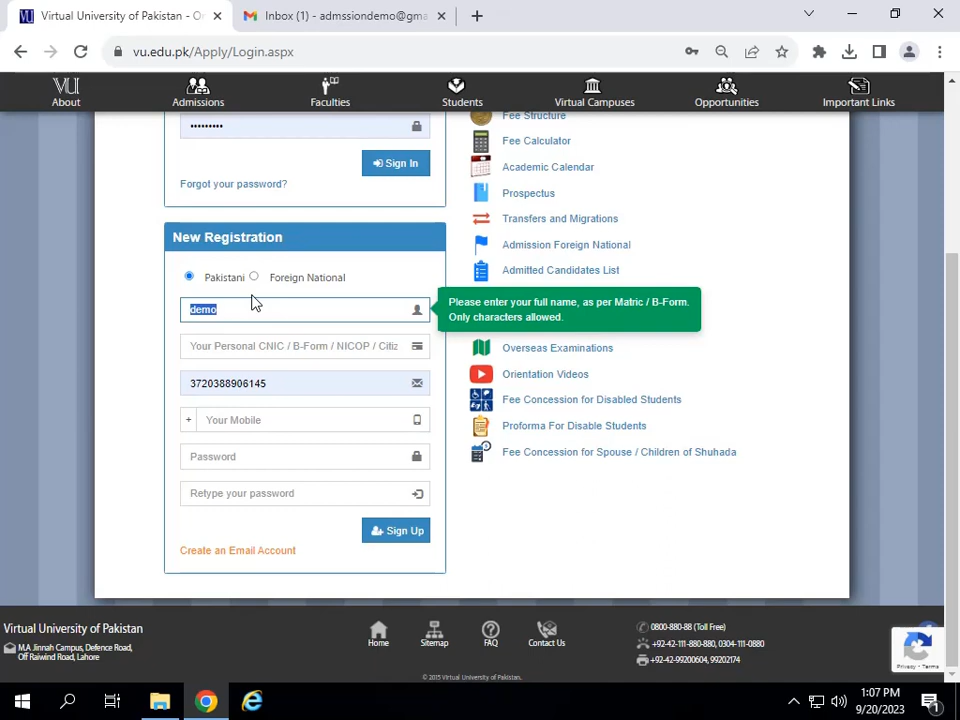 Virtual University of Pakistan - On
Inbox (1) - admssiondemo@gma
vu.edu.pk/Apply/Login.aspx
VU
About
Admissions
Faculties
Students
Virtual Campuses
Opportunities
Important Links
•••••••••
Sign In
Forgot your password?
Fee Structure
Fee Calculator
Academic Calendar
Prospectus
Transfers and Migrations
Admission Foreign National
Admitted Candidates List
New Registration
Pakistani
Foreign National
demo
Please enter your full name, as per Matric / B-Form.
Only characters allowed.
Your Personal CNIC / B-Form / NICOP / Citiz
3720388906145
+ Your Mobile
Password
Retype your password
Sign Up
Create an Email Account
Overseas Examinations
Orientation Videos
Fee Concession for Disabled Students
Proforma For Disable Students
Fee Concession for Spouse / Children of Shuhada
Virtual University of Pakistan
M.A. Jinnah Campus, Defence Road,
Off Raiwind Road, Lahore
Home
Sitemap
FAQ
Contact Us
0800-880-88 (Toll Free)
+92-42-111-880-880, 0304-111-0880
+92-42-99200604, 99202174
© 2015 Virtual University of Pakistan.
Privacy - Terms
1:07 PM
9/20/2023
1